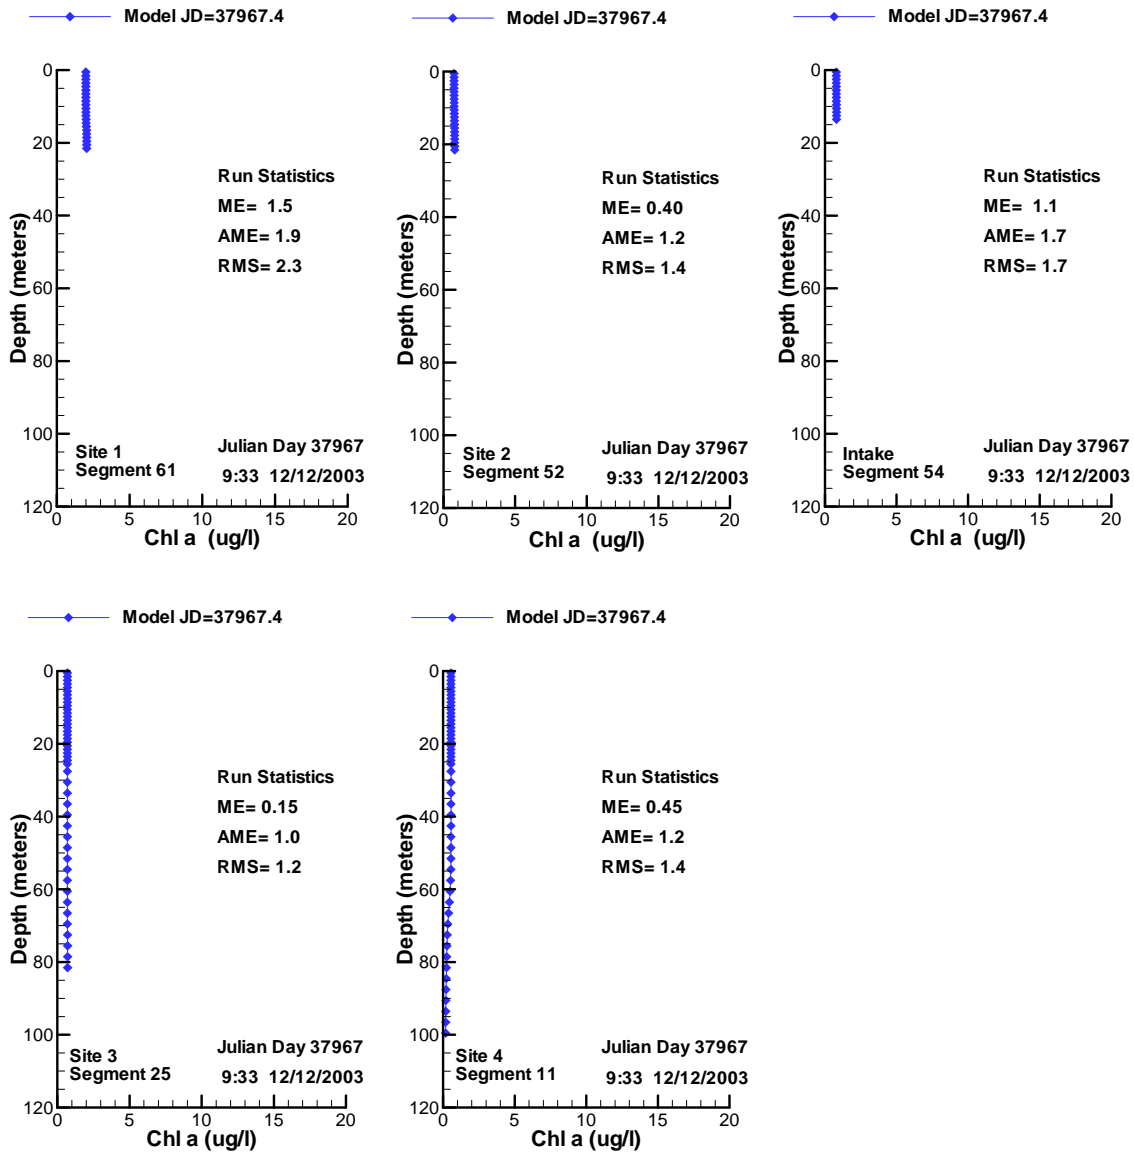 Model JD=37967.4
0
20
40
60
80
100
120
Depth (meters)
Run Statistics
ME= 1.5
AME= 1.9
RMS= 2.3
Site 1
Segment 61
Julian Day 37967
9:33 12/12/2003
0 5 10 15 20
Chl a (ug/l)
Model JD=37967.4
0
20
40
60
80
100
120
Depth (meters)
Run Statistics
ME= 0.40
AME= 1.2
RMS= 1.4
Site 2
Segment 52
Julian Day 37967
9:33 12/12/2003
0 5 10 15 20
Chl a (ug/l)
Model JD=37967.4
0
20
40
60
80
100
120
Depth (meters)
Run Statistics
ME= 1.1
AME= 1.7
RMS= 1.7
Intake
Segment 54
Julian Day 37967
9:33 12/12/2003
0 5 10 15 20
Chl a (ug/l)
Model JD=37967.4
0
20
40
60
80
100
120
Depth (meters)
Run Statistics
ME= 0.15
AME= 1.0
RMS= 1.2
Site 3
Segment 25
Julian Day 37967
9:33 12/12/2003
0 5 10 15 20
Chl a (ug/l)
Model JD=37967.4
0
20
40
60
80
100
120
Depth (meters)
Run Statistics
ME= 0.45
AME= 1.2
RMS= 1.4
Site 4
Segment 11
Julian Day 37967
9:33 12/12/2003
0 5 10 15 20
Chl a (ug/l)